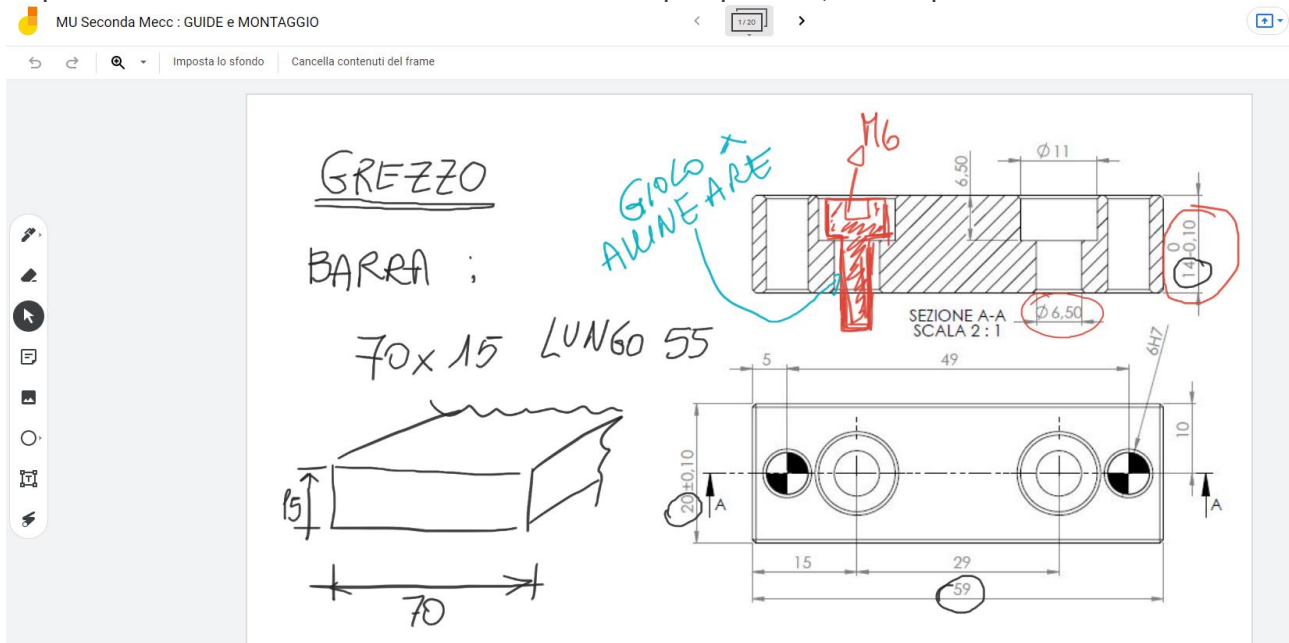 MU Seconda Mecc : GUIDE e MONTAGGIO
1/20
Imposta lo sfondo
Cancella contenuti del frame
GREZZO
BARRA ;
70 x 15 LUNGO 55
15
70
GIOCO X
ALLINEARE
M6
6,50
Ø 11
0
14-0,10
SEZIONE A-A
SCALA 2 : 1
Ø 6,50
5
49
6H7
10
20±0,10
A
A
15
29
59